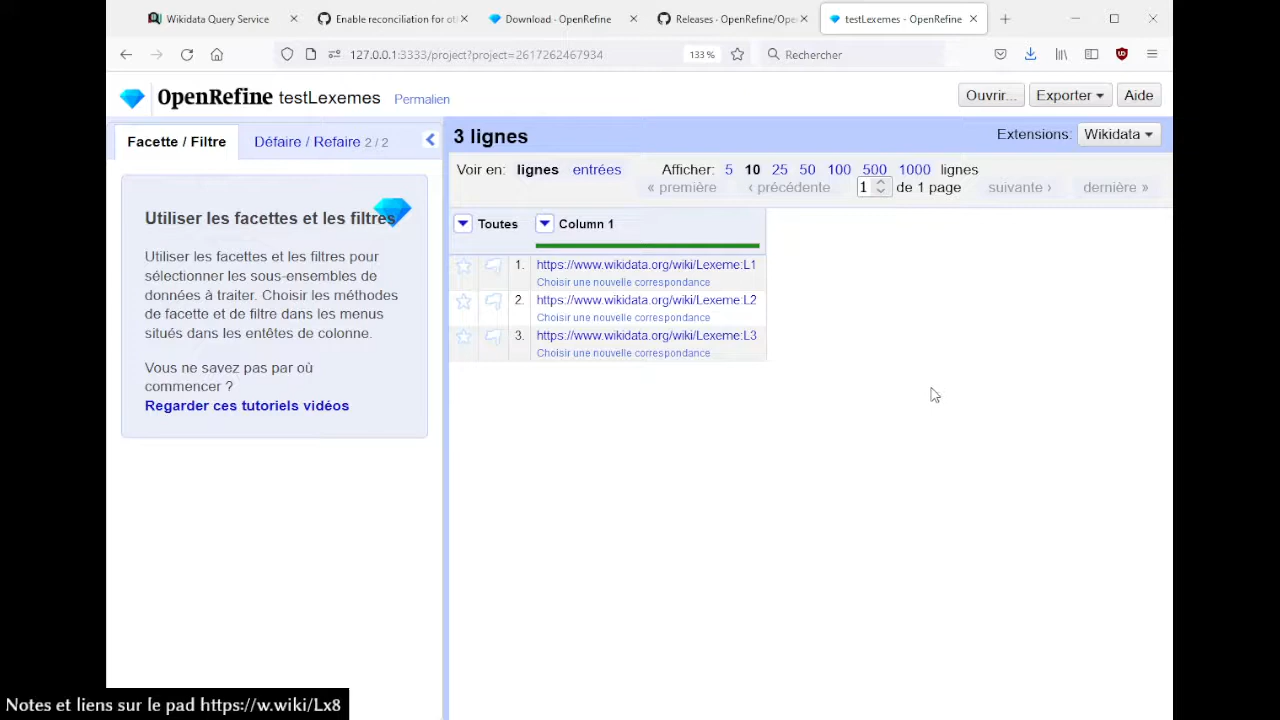 Wikidata Query Service
Enable reconciliation for ot
Download - OpenRefine
Releases · OpenRefine/Ope
testLexemes - OpenRefine
127.0.0.1:3333/project?project=2617262467934
133 %
Rechercher
OpenRefine testLexemes Permalien
Ouvrir... Exporter Aide
Facette / Filtre
Défaire / Refaire 2 / 2
3 lignes
Extensions: Wikidata
Voir en: lignes entrées Afficher: 5 10 25 50 100 500 1000 lignes
« première ‹ précédente 1 de 1 page suivante › dernière »
Utiliser les facettes et les filtres
Utiliser les facettes et les filtres pour
sélectionner les sous-ensembles de
données à traiter. Choisir les méthodes
de facette et de filtre dans les menus
situés dans les entêtes de colonne.
Vous ne savez pas par où
commencer ?
Regarder ces tutoriels vidéos
Toutes Column 1
1. https://www.wikidata.org/wiki/Lexeme:L1
Choisir une nouvelle correspondance
2. https://www.wikidata.org/wiki/Lexeme:L2
Choisir une nouvelle correspondance
3. https://www.wikidata.org/wiki/Lexeme:L3
Choisir une nouvelle correspondance
Notes et liens sur le pad https://w.wiki/Lx8